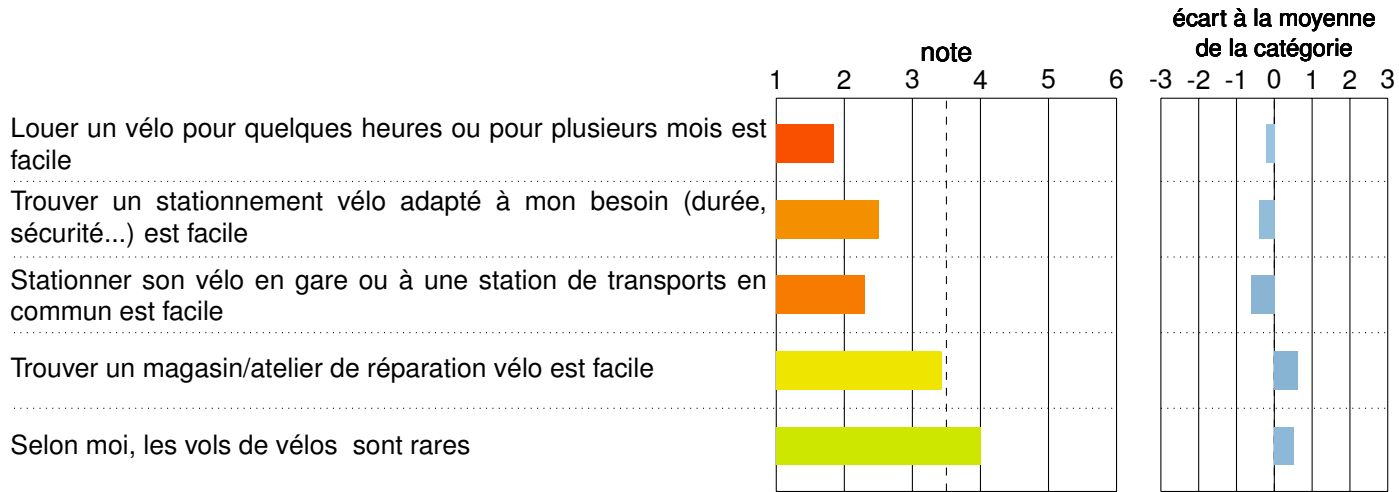 écart à la moyenne
note de la catégorie
1 2 3 4 5 6 -3 -2 -1 0 1 2 3
Louer un vélo pour quelques heures ou pour plusieurs mois est
facile
Trouver un stationnement vélo adapté à mon besoin (durée,
sécurité...) est facile
Stationner son vélo en gare ou à une station de transports en
commun est facile
Trouver un magasin/atelier de réparation vélo est facile
Selon moi, les vols de vélos sont rares